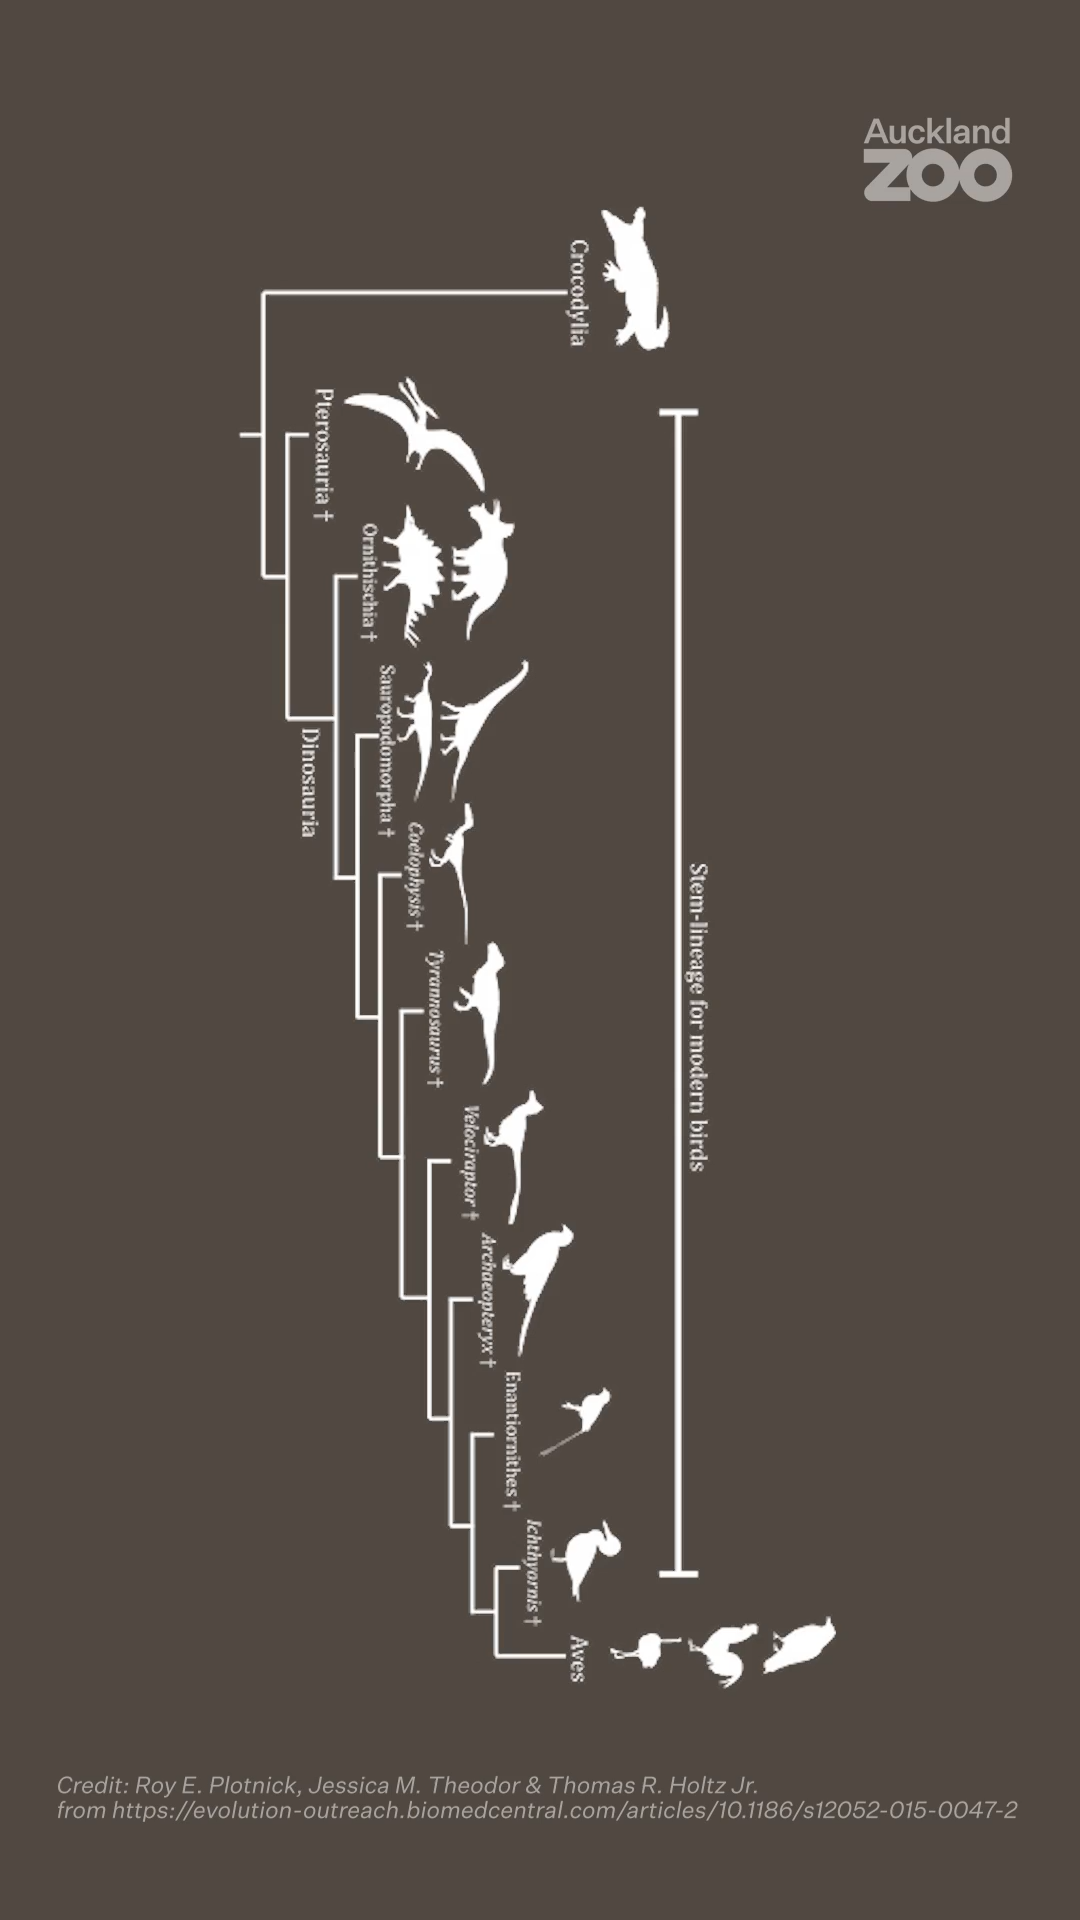 Auckland
ZOO
Crocodylia
Pterosauria †
Ornithischia †
Sauropodomorpha †
Dinosauria
Coelophysis †
Tyrannosaurus †
Velociraptor †
Archaeopteryx †
Enantiornithes †
Ichthyornis †
Aves
Stem-lineage for modern birds
Credit: Roy E. Plotnick, Jessica M. Theodor & Thomas R. Holtz Jr.
from https://evolution-outreach.biomedcentral.com/articles/10.1186/s12052-015-0047-2